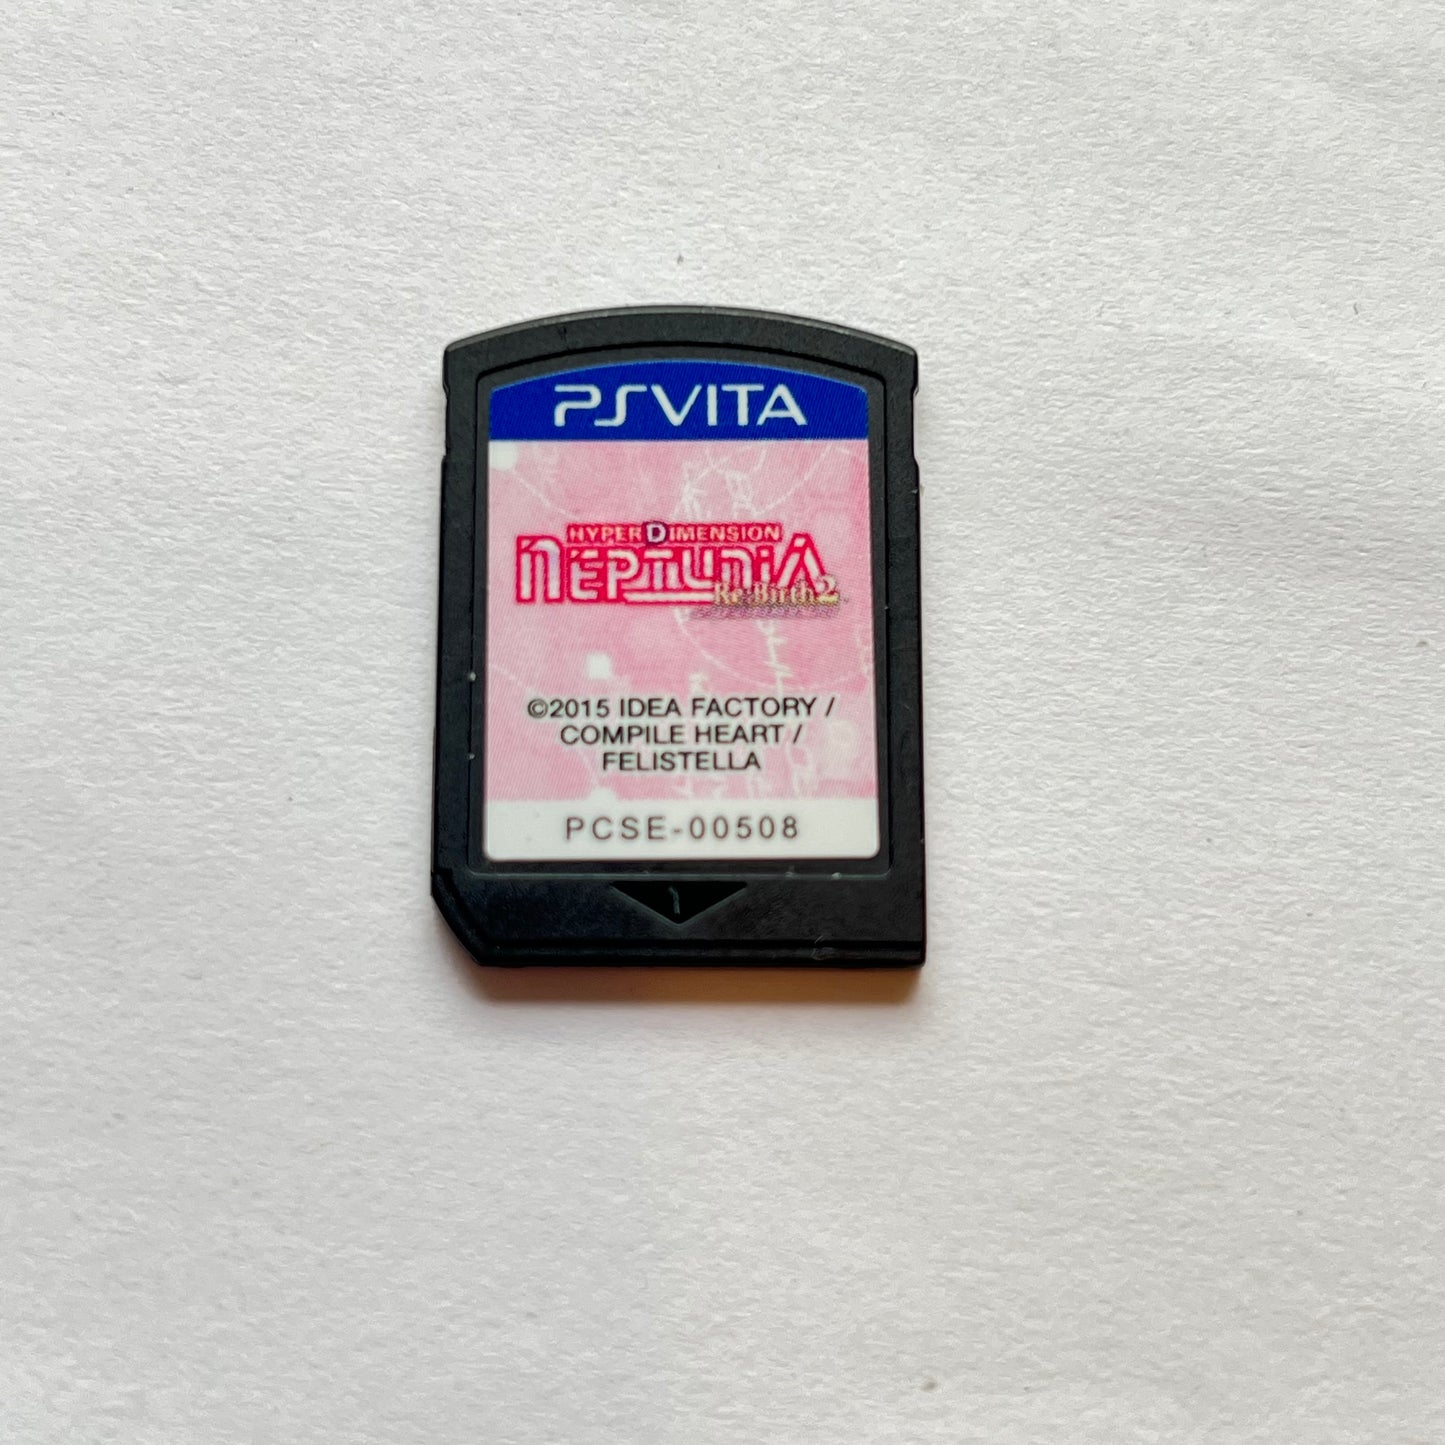 PSVITA
HYPERDIMENSION
NEPTUNIA
Re;Birth2
©2015 IDEA FACTORY /
COMPILE HEART /
FELISTELLA
PCSE-00508